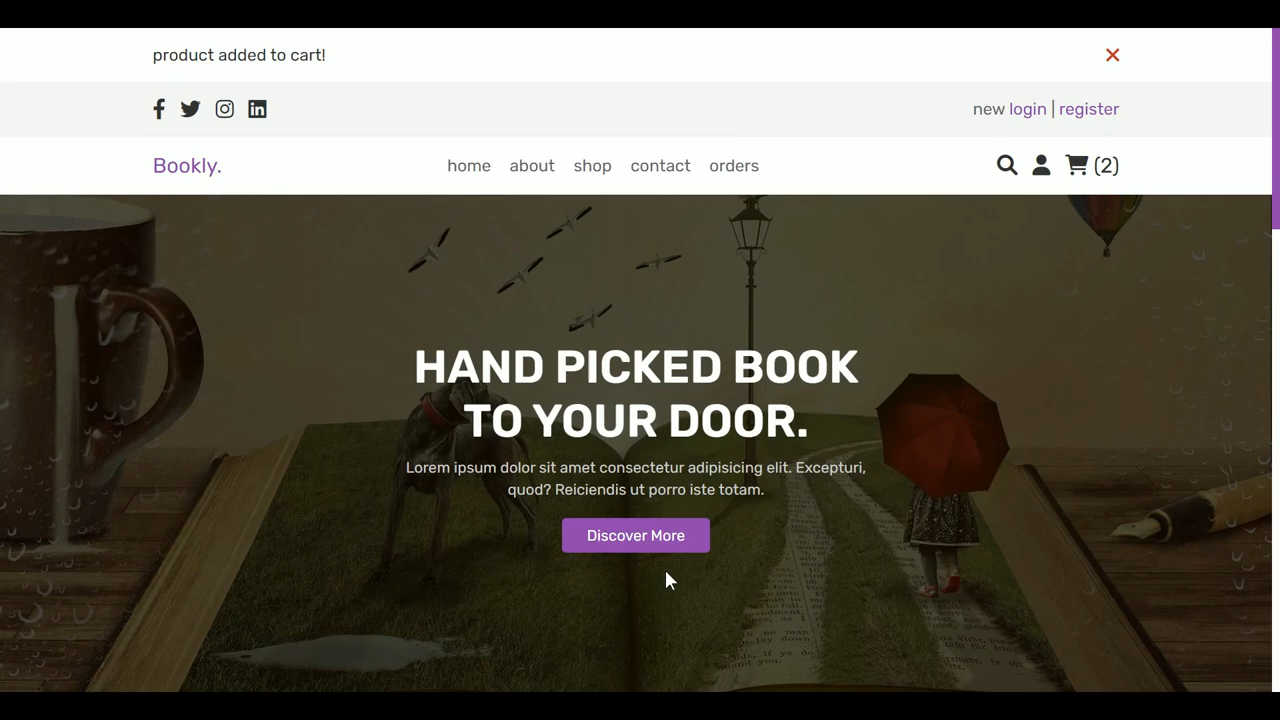 product added to cart!
new login | register
Bookly.
home about shop contact orders
(2)
HAND PICKED BOOK
TO YOUR DOOR.
Lorem ipsum dolor sit amet consectetur adipisicing elit. Excepturi,
quod? Reiciendis ut porro iste totam.
Discover More